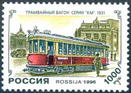 ТРАМВАЙНЫЙ ВАГОН СЕРИИ "КМ". 1931
РОССИЯ
ROSSIJA 1996
1000